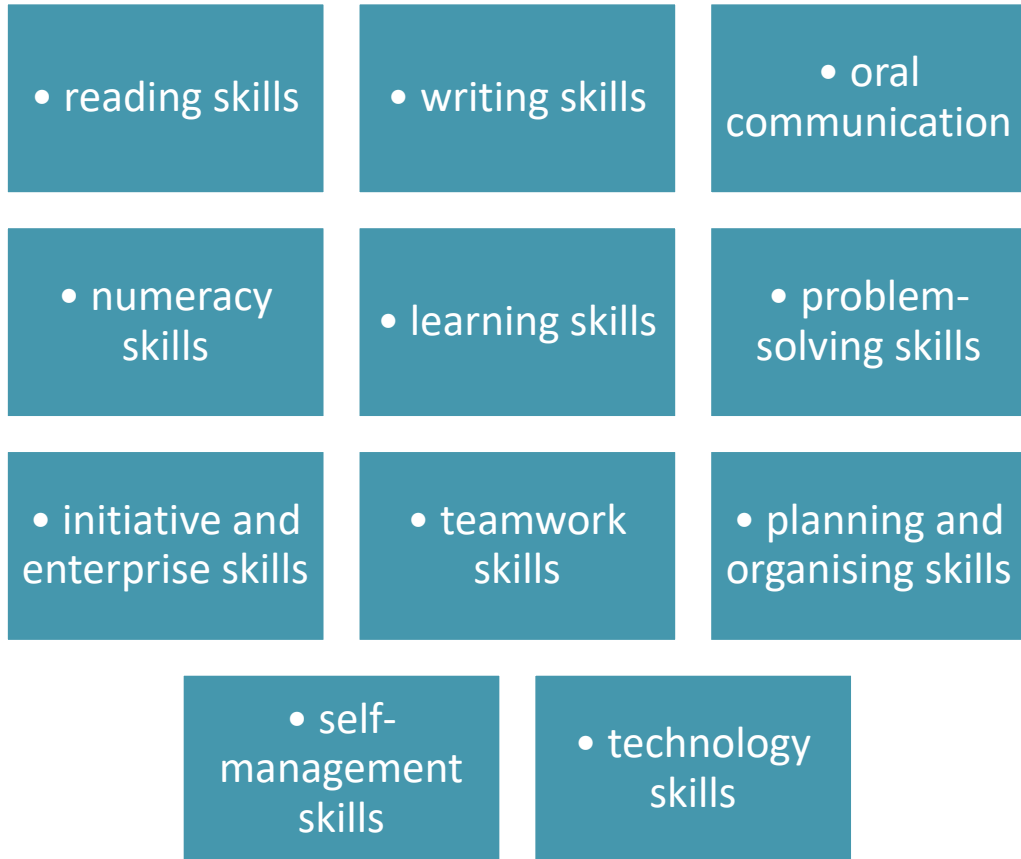 • reading skills
• writing skills
• oral
communication
• numeracy
skills
• learning skills
• problem-
solving skills
• initiative and
enterprise skills
• teamwork
skills
• planning and
organising skills
• self-
management
skills
• technology
skills